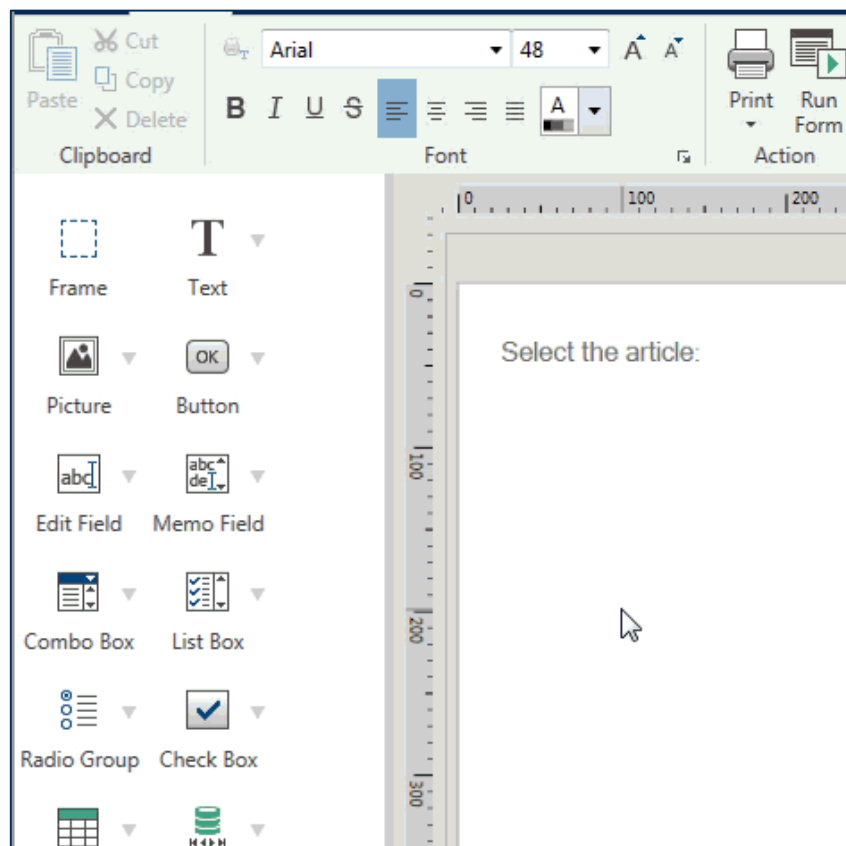 Cut
Arial 48 A A
Copy
Paste
Print Run
Form
Delete
B I U S A
Clipboard Font Action
0 100 200
T
Frame Text
0
Select the article:
OK
Picture Button
abc abc
de
100
Edit Field Memo Field
Combo Box List Box
200
Radio Group Check Box
300